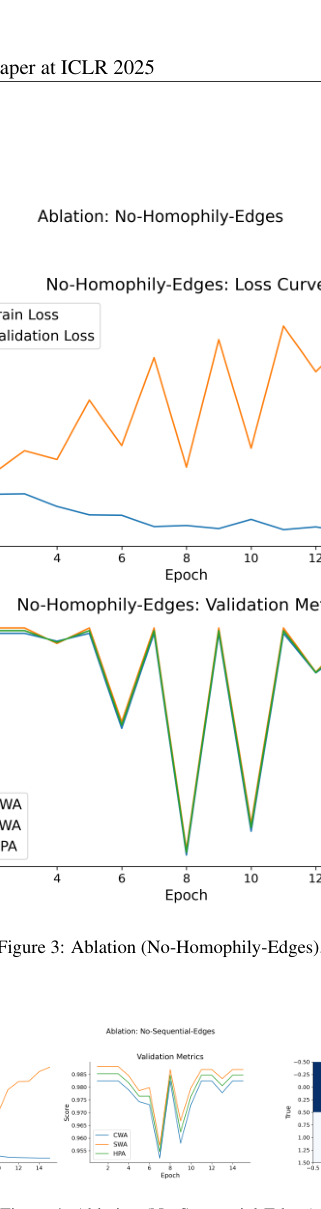 aper at ICLR 2025
Ablation: No-Homophily-Edges
No-Homophily-Edges: Loss Curve
rain Loss
alidation Loss
4 6 8 10 12
Epoch
No-Homophily-Edges: Validation Met
WA
WA
PA
4 6 8 10 12
Epoch
Figure 3: Ablation (No-Homophily-Edges).
Ablation: No-Sequential-Edges
Validation Metrics
0.985
0.980
0.975
0.970
0.965
0.960
0.955
Score
CWA
SWA
HPA
2 4 6 8 10 12 14
Epoch
10 12 14
−0.50
−0.25
0.00
0.25
0.50
0.75
1.00
1.25
1.50
True
−0.5